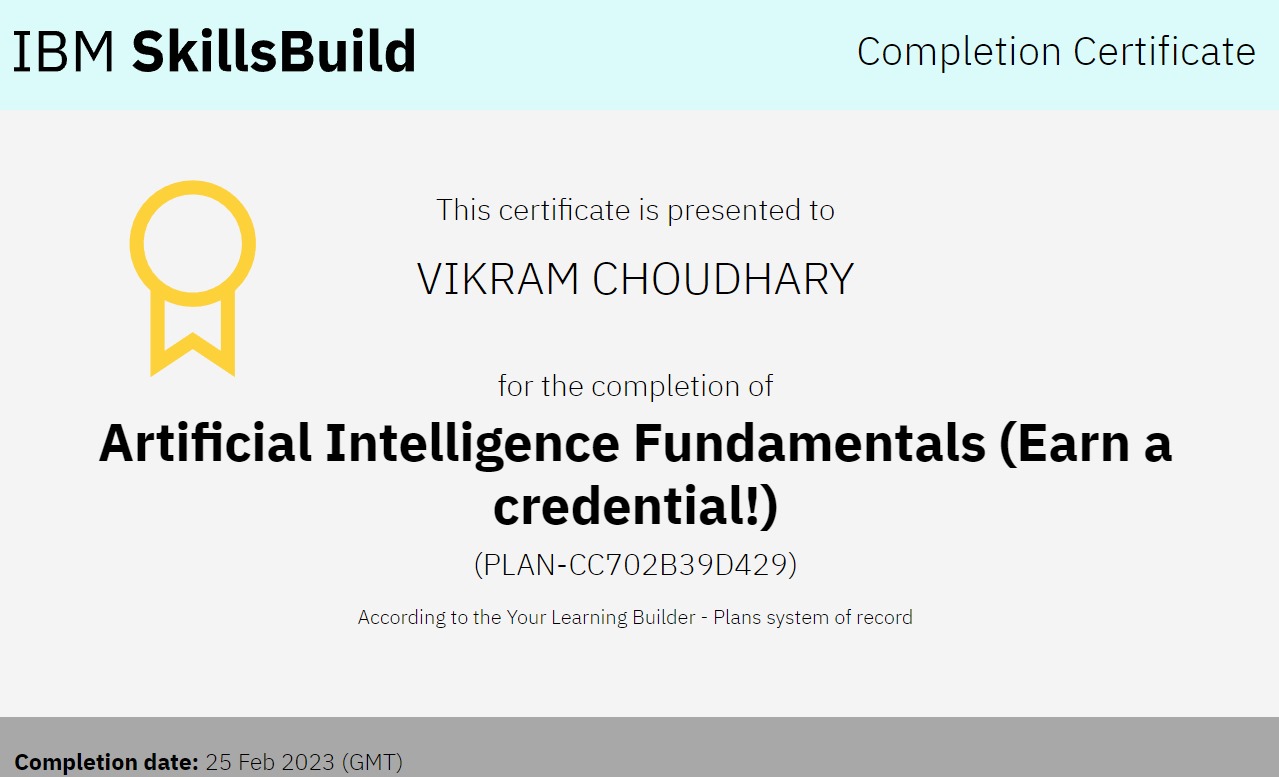 IBM SkillsBuild
Completion Certificate
This certificate is presented to
VIKRAM CHOUDHARY
for the completion of
Artificial Intelligence Fundamentals (Earn a
credential!)
(PLAN-CC702B39D429)
According to the Your Learning Builder - Plans system of record
Completion date: 25 Feb 2023 (GMT)